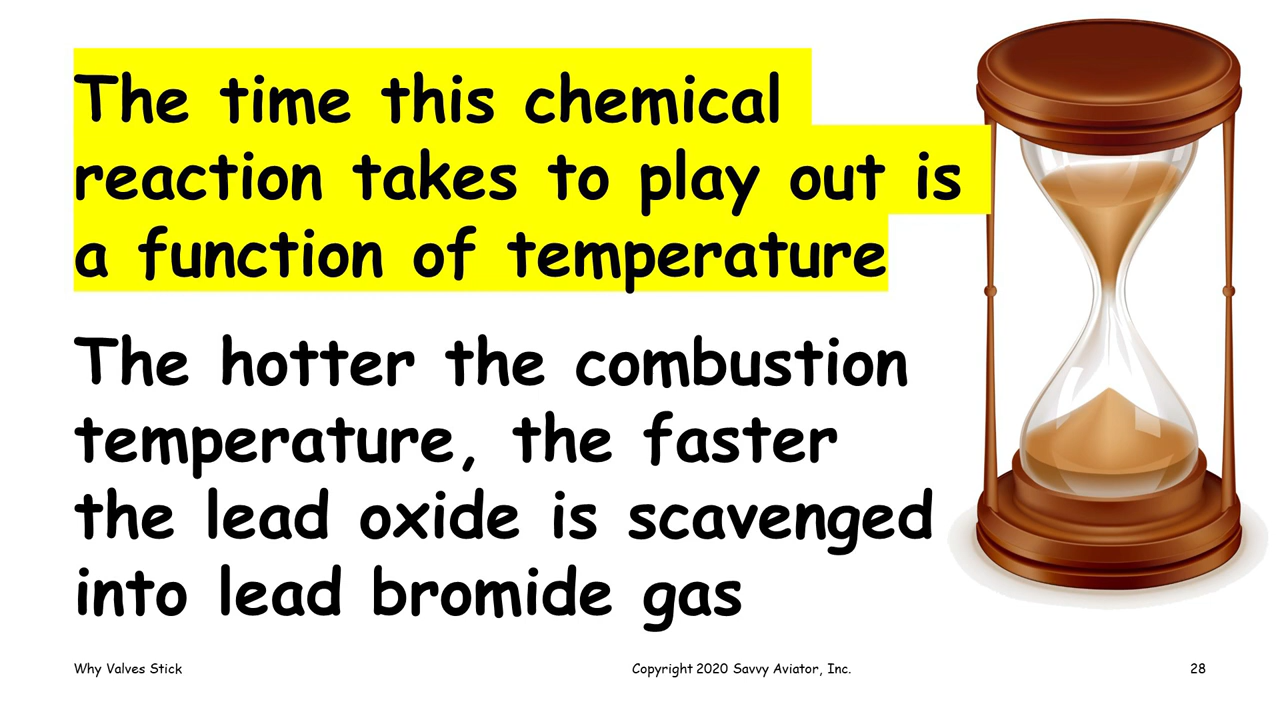 The time this chemical
reaction takes to play out is
a function of temperature
The hotter the combustion
temperature, the faster
the lead oxide is scavenged
into lead bromide gas
Why Valves Stick
Copyright 2020 Savvy Aviator, Inc.
28